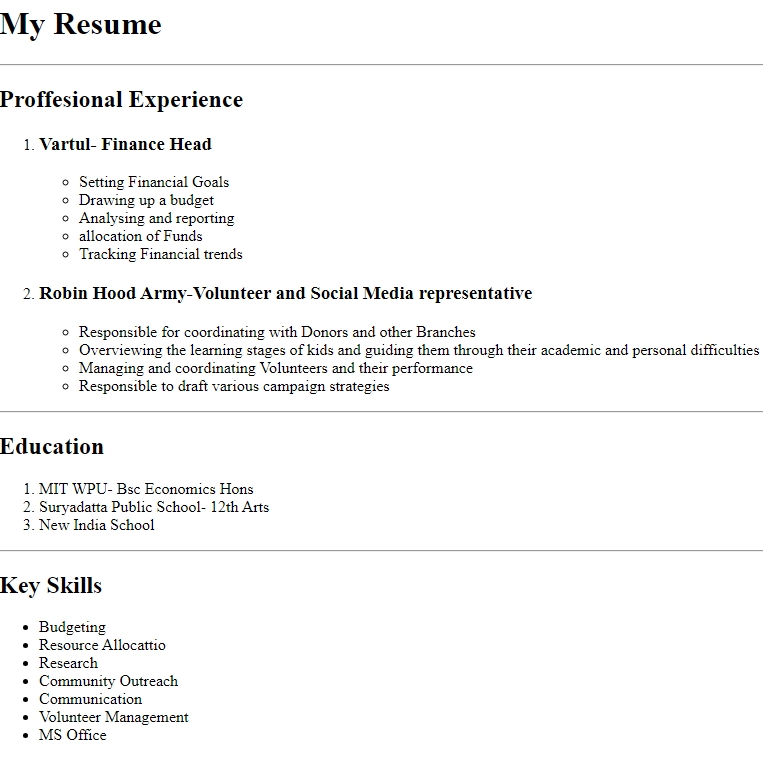 My Resume
Proffesional Experience
1. Vartul- Finance Head
Setting Financial Goals
Drawing up a budget
Analysing and reporting
allocation of Funds
Tracking Financial trends
2. Robin Hood Army-Volunteer and Social Media representative
Responsible for coordinating with Donors and other Branches
Overviewing the learning stages of kids and guiding them through their academic and personal difficulties
Managing and coordinating Volunteers and their performance
Responsible to draft various campaign strategies
Education
1. MIT WPU- Bsc Economics Hons
2. Suryadatta Public School- 12th Arts
3. New India School
Key Skills
Budgeting
Resource Allocattio
Research
Community Outreach
Communication
Volunteer Management
MS Office